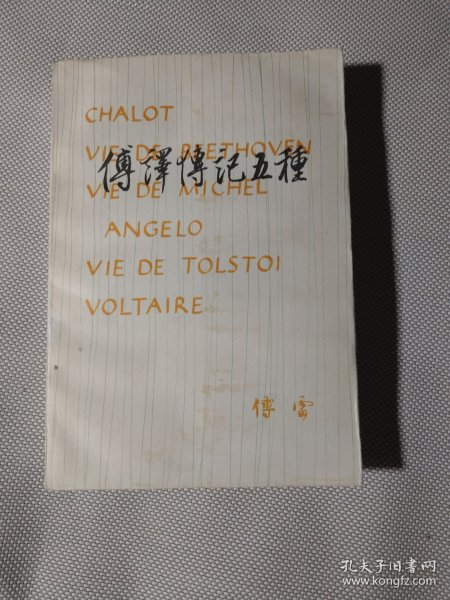 CHALOT
VIE DE BEETHOVEN
傅譯傳記五種
VIE DE MICHEL
ANGELO
VIE DE TOLSTOI
VOLTAIRE
傅雷
孔夫子旧书网
www.kongfz.com